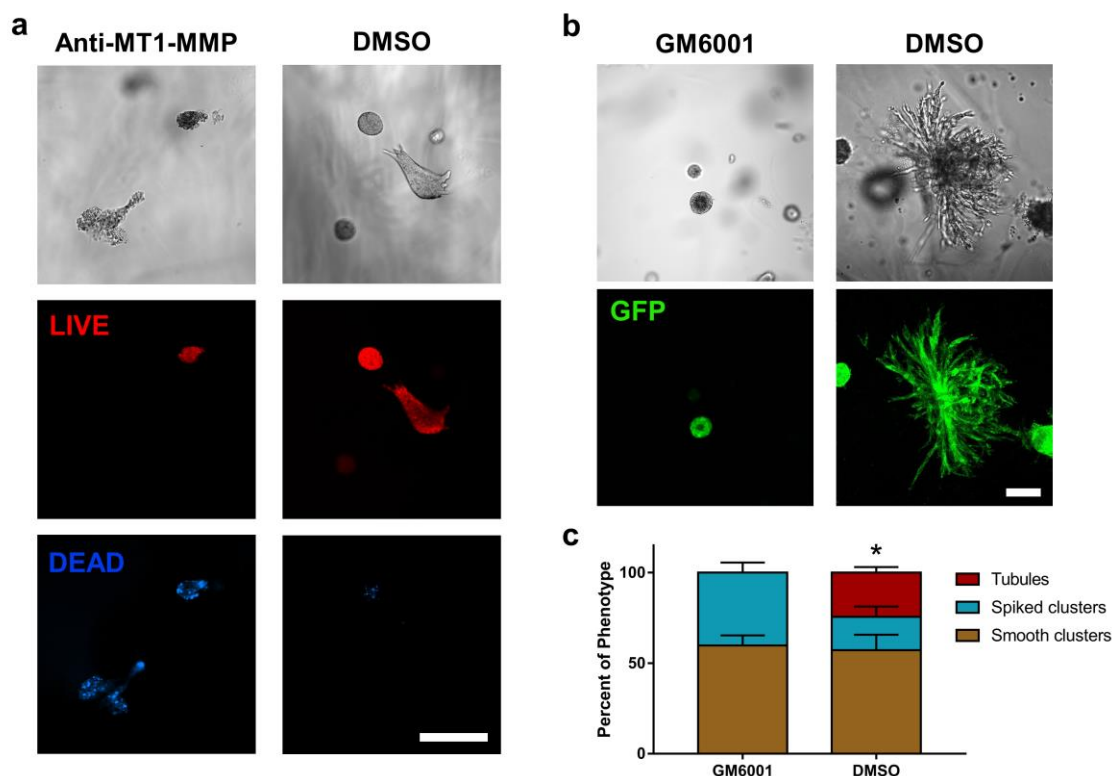 a
Anti-MT1-MMP DMSO
LIVE
DEAD
b
GM6001 DMSO
GFP
c
*
Percent of Phenotype
100
50
0
GM6001 DMSO
Tubules
Spiked clusters
Smooth clusters